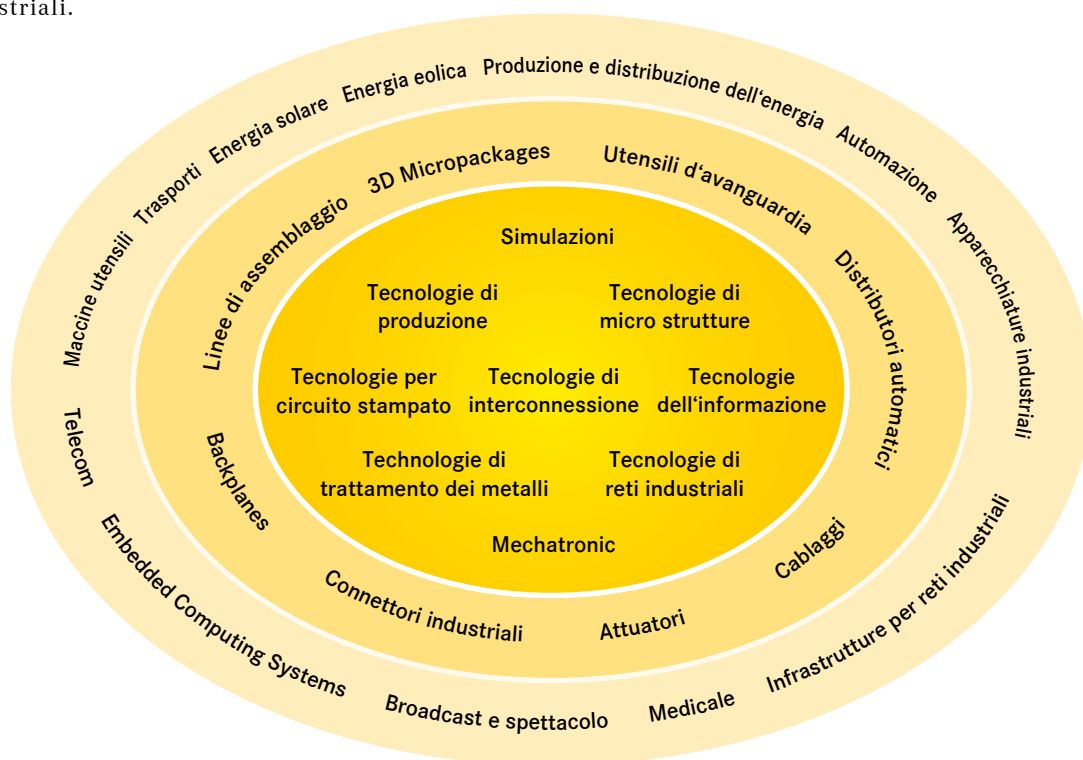 striali.
Maccine utensili
Trasporti
Energia solare
Energia eolica
Produzione e distribuzione dell‘energia
Automazione
Apparecchiature industriali
Telecom
Embedded Computing Systems
Broadcast e spettacolo
Medicale
Infrastrutture per reti industriali
Linee di assemblaggio
3D Micropackages
Utensili d‘avanguardia
Distributori automatici
Backplanes
Connettori industriali
Attuatori
Cablaggi
Simulazioni
Tecnologie di
produzione
Tecnologie di
micro strutture
Tecnologie per
circuito stampato
Tecnologie di
interconnessione
Tecnologie
dell‘informazione
Technologie di
trattamento dei metalli
Tecnologie di
reti industriali
Mechatronic